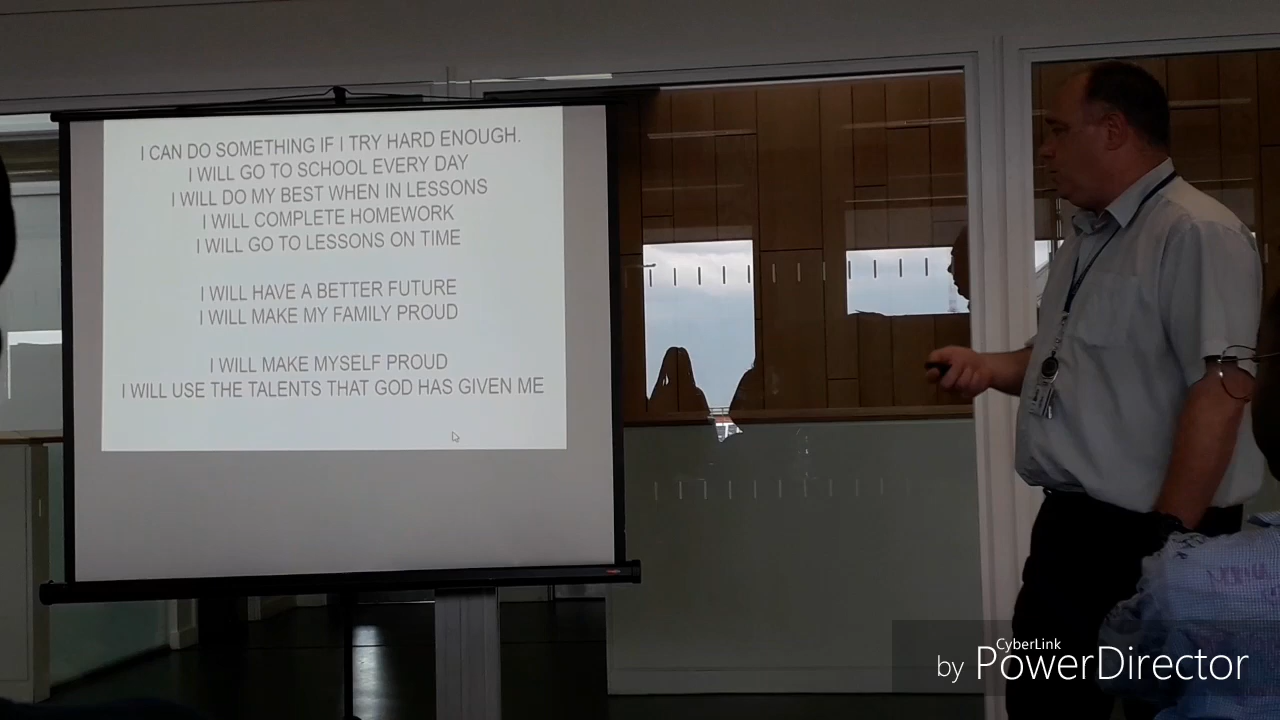 I CAN DO SOMETHING IF I TRY HARD ENOUGH.
I WILL GO TO SCHOOL EVERY DAY
I WILL DO MY BEST WHEN IN LESSONS
I WILL COMPLETE HOMEWORK
I WILL GO TO LESSONS ON TIME
I WILL HAVE A BETTER FUTURE
I WILL MAKE MY FAMILY PROUD
I WILL MAKE MYSELF PROUD
I WILL USE THE TALENTS THAT GOD HAS GIVEN ME
CyberLink
by PowerDirector